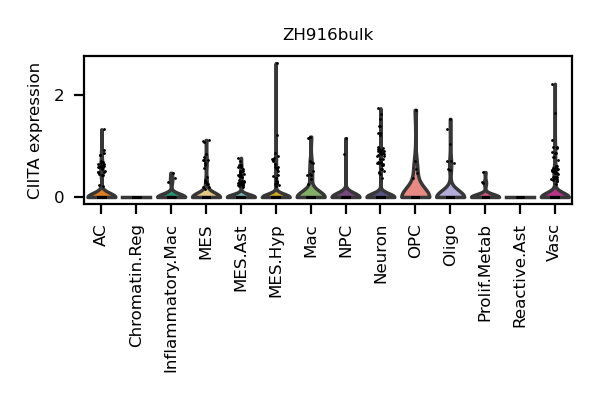 ZH916bulk
CIITA expression
2
0
AC
Chromatin.Reg
Inflammatory.Mac
MES
MES.Ast
MES.Hyp
Mac
NPC
Neuron
OPC
Oligo
Prolif.Metab
Reactive.Ast
Vasc